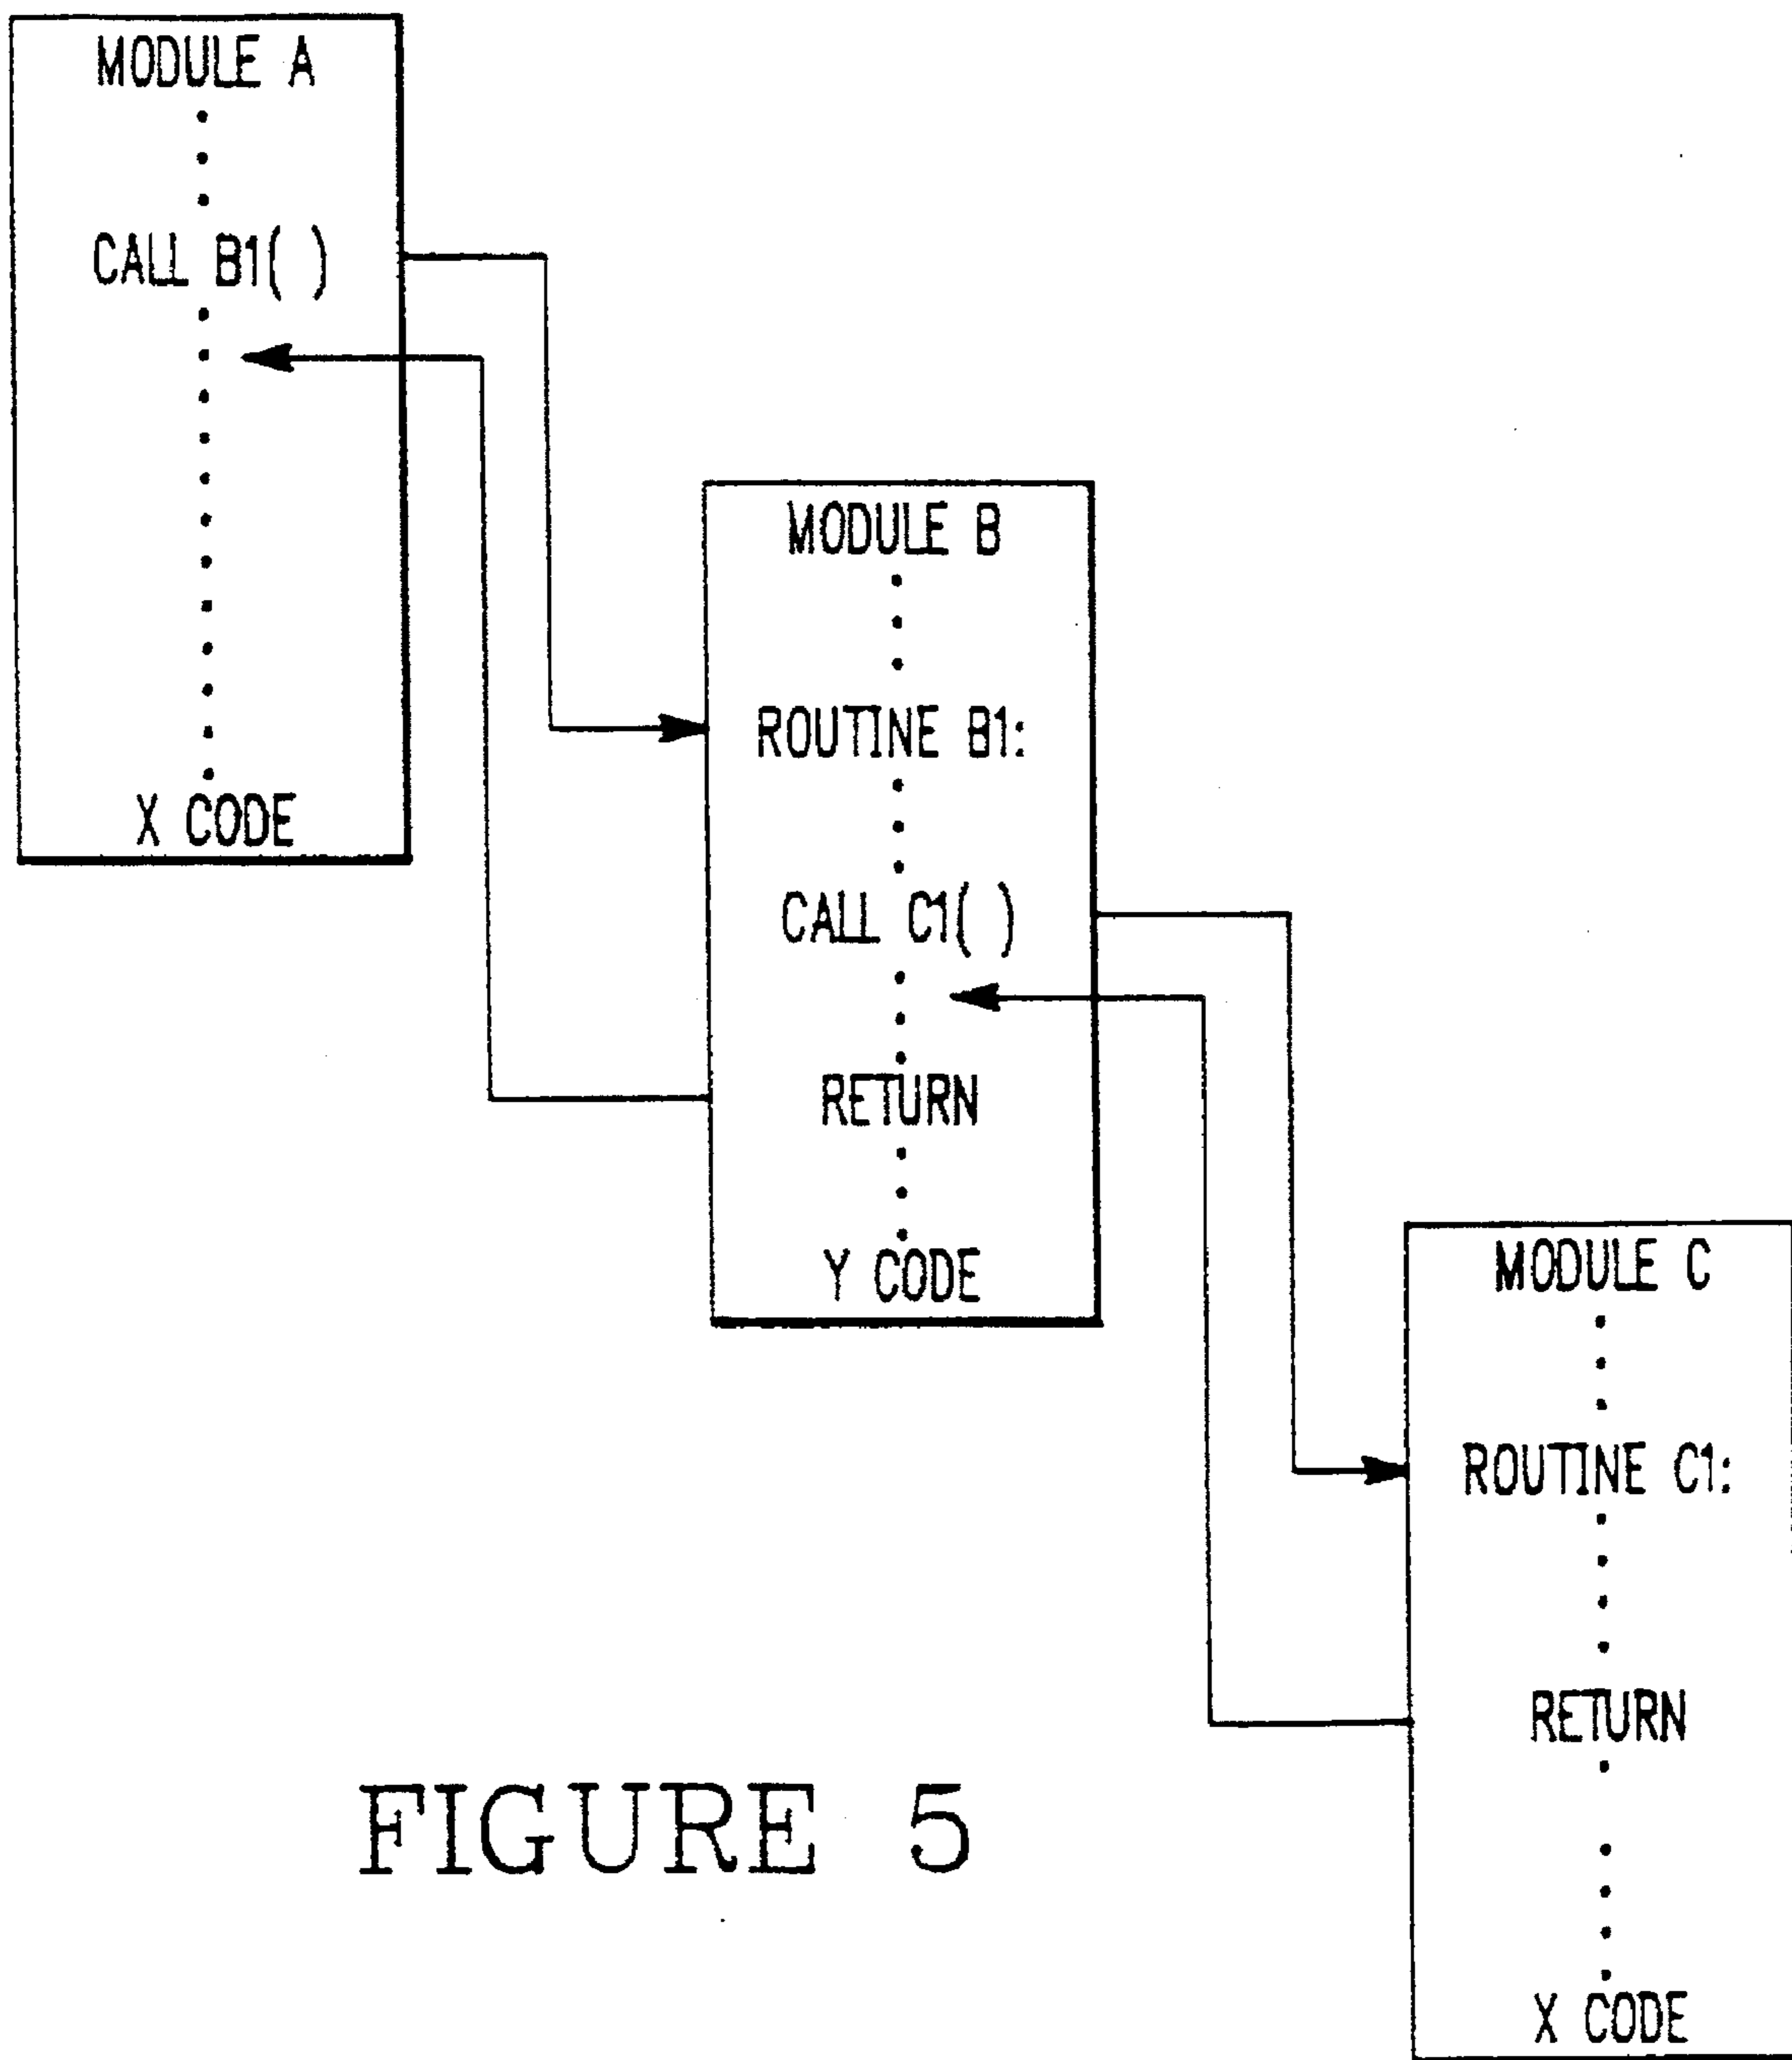 MODULE A
CALL B1( )
X CODE
MODULE B
ROUTINE B1:
CALL C1( )
RETURN
Y CODE
MODULE C
ROUTINE C1:
RETURN
X CODE
FIGURE 5